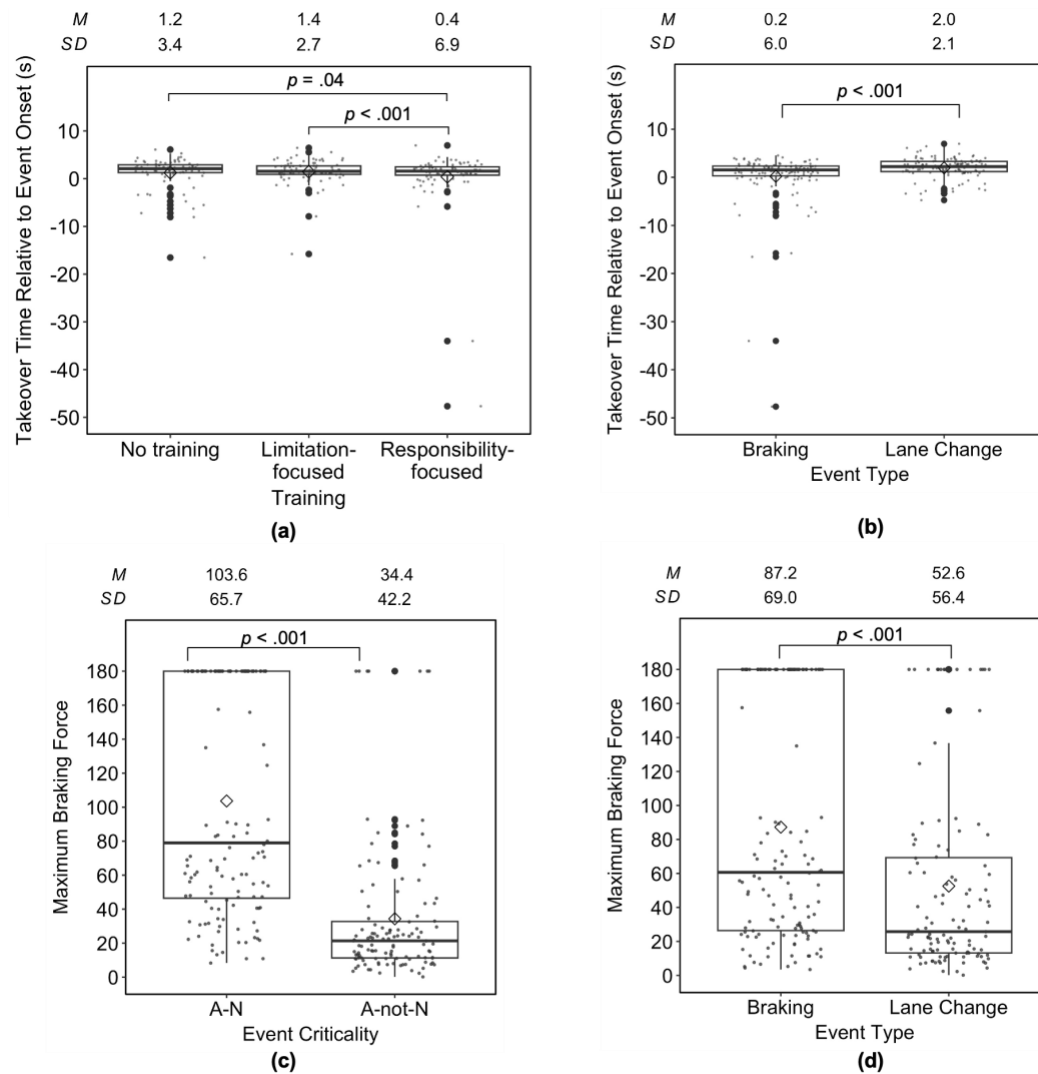 M 1.2 1.4 0.4
SD 3.4 2.7 6.9
p = .04
p < .001
Takeover Time Relative to Event Onset (s)
10
0
-10
-20
-30
-40
-50
No training Limitation- Responsibility-
focused focused
Training
(a)
M 0.2 2.0
SD 6.0 2.1
p < .001
Takeover Time Relative to Event Onset (s)
10
0
-10
-20
-30
-40
-50
Braking Lane Change
Event Type
(b)
M 103.6 34.4
SD 65.7 42.2
p < .001
Maximum Braking Force
180
160
140
120
100
80
60
40
20
0
A-N A-not-N
Event Criticality
(c)
M 87.2 52.6
SD 69.0 56.4
p < .001
Maximum Braking Force
180
160
140
120
100
80
60
40
20
0
Braking Lane Change
Event Type
(d)